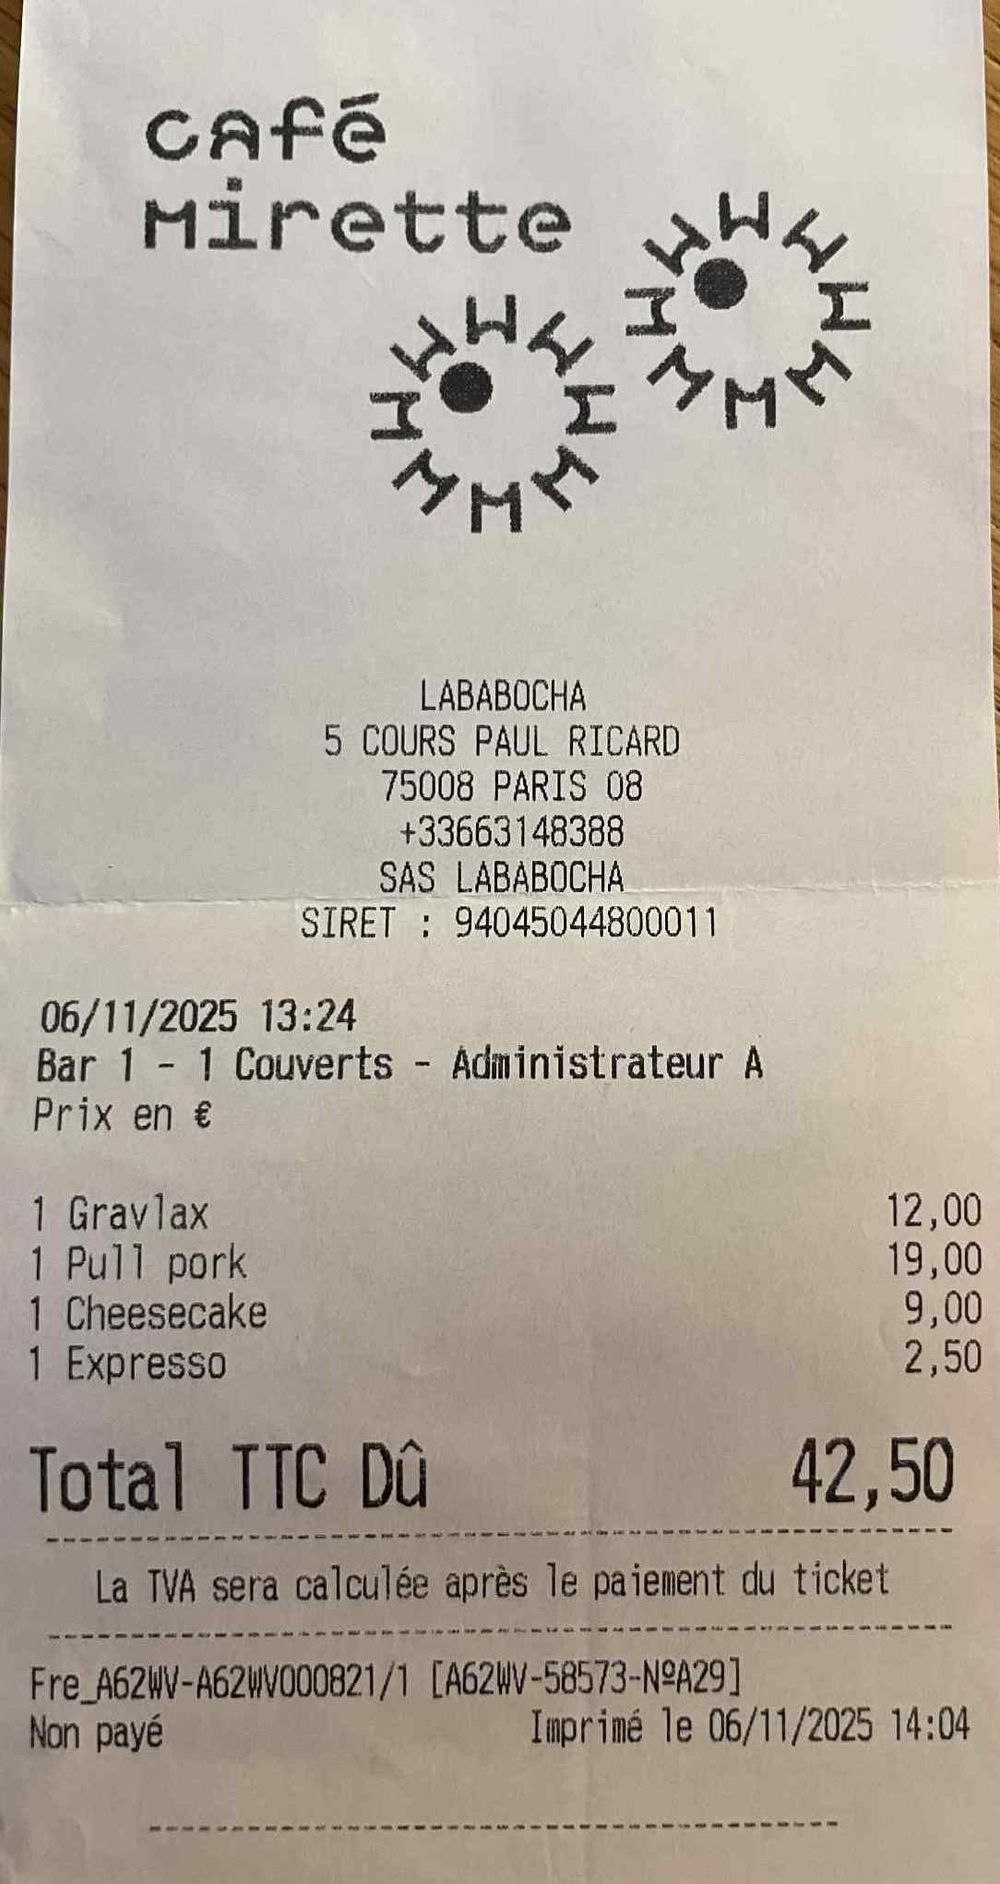 café
mirette
LABABOCHA
5 COURS PAUL RICARD
75008 PARIS 08
+33663148388
SAS LABABOCHA
SIRET : 94045044800011
06/11/2025 13:24
Bar 1 - 1 Couverts - Administrateur A
Prix en €
1 Gravlax 12,00
1 Pull pork 19,00
1 Cheesecake 9,00
1 Expresso 2,50
Total TTC Dû 42,50
La TVA sera calculée après le paiement du ticket
Fre_A62WV-A62WV000821/1 [A62WV-58573-NºA29]
Non payé Imprimé le 06/11/2025 14:04